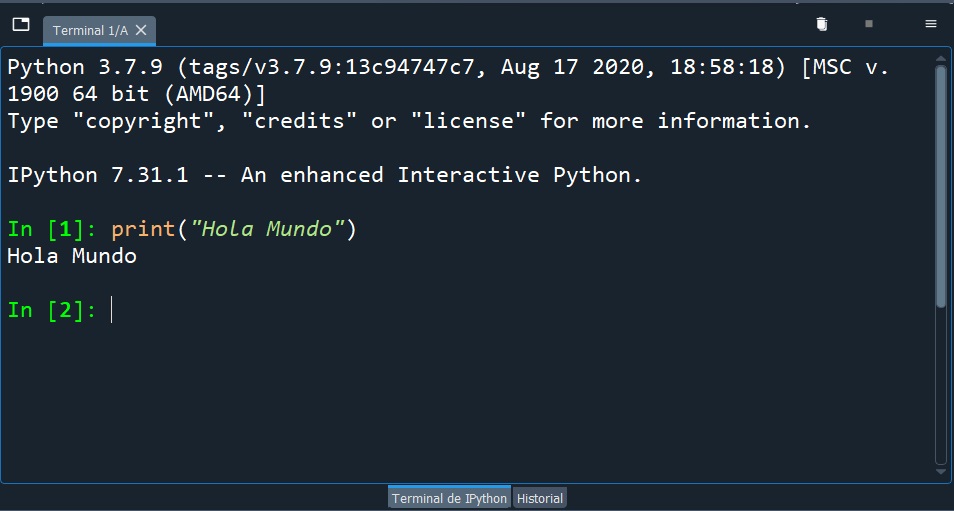 Terminal 1/A
Python 3.7.9 (tags/v3.7.9:13c94747c7, Aug 17 2020, 18:58:18) [MSC v.
1900 64 bit (AMD64)]
Type "copyright", "credits" or "license" for more information.
IPython 7.31.1 -- An enhanced Interactive Python.
In [1]: print("Hola Mundo")
Hola Mundo
In [2]:
Terminal de IPython Historial